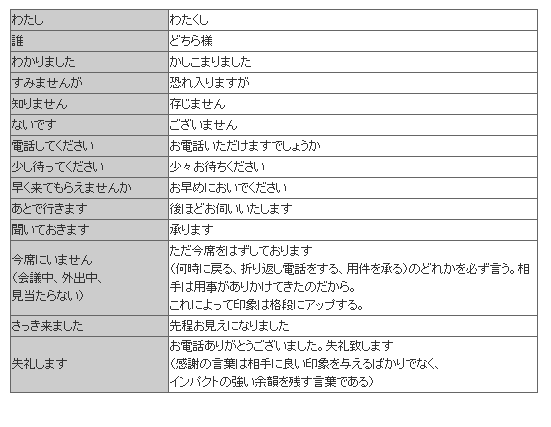 わたし
わたくし
誰
どちら様
わかりました
かしこまりました
すみませんが
恐れ入りますが
知りません
存じません
ないです
ございません
電話してください
お電話いただけますでしょうか
少し待ってください
少々お待ちください
早く来てもらえませんか
お早めにおいでください
あとで行きます
後ほどお伺いいたします
聞いておきます
承ります
今席にいません
（会議中、外出中、
見当たらない）
ただ今席をはずしております
（何時に戻る、折り返し電話をする、用件を承る）のどれかを必ず言う。相
手は用事がありかけてきたのだから。
これによって印象は格段にアップする。
さっき来ました
先程お見えになりました
失礼します
お電話ありがとうございました。失礼致します
（感謝の言葉は相手に良い印象を与えるばかりでなく、
インパクトの強い余韻を残す言葉である）